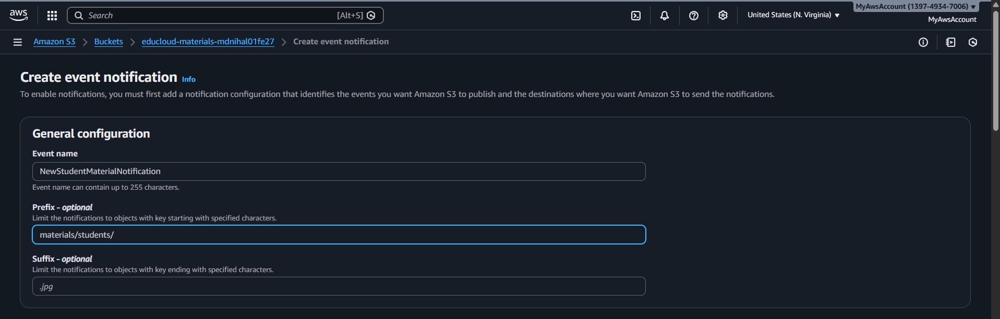 aws
Search [Alt+S]
United States (N. Virginia)
MyAwsAccount (1397-4934-7006)
MyAwsAccount
Amazon S3 Buckets educloud-materials-mdnihal01fe27 Create event notification
Create event notification Info
To enable notifications, you must first add a notification configuration that identifies the events you want Amazon S3 to publish and the destinations where you want Amazon S3 to send the notifications.
General configuration
Event name
NewStudentMaterialNotification
Event name can contain up to 255 characters.
Prefix - optional
Limit the notifications to objects with key starting with specified characters.
materials/students/
Suffix - optional
Limit the notifications to objects with key ending with specified characters.
.jpg